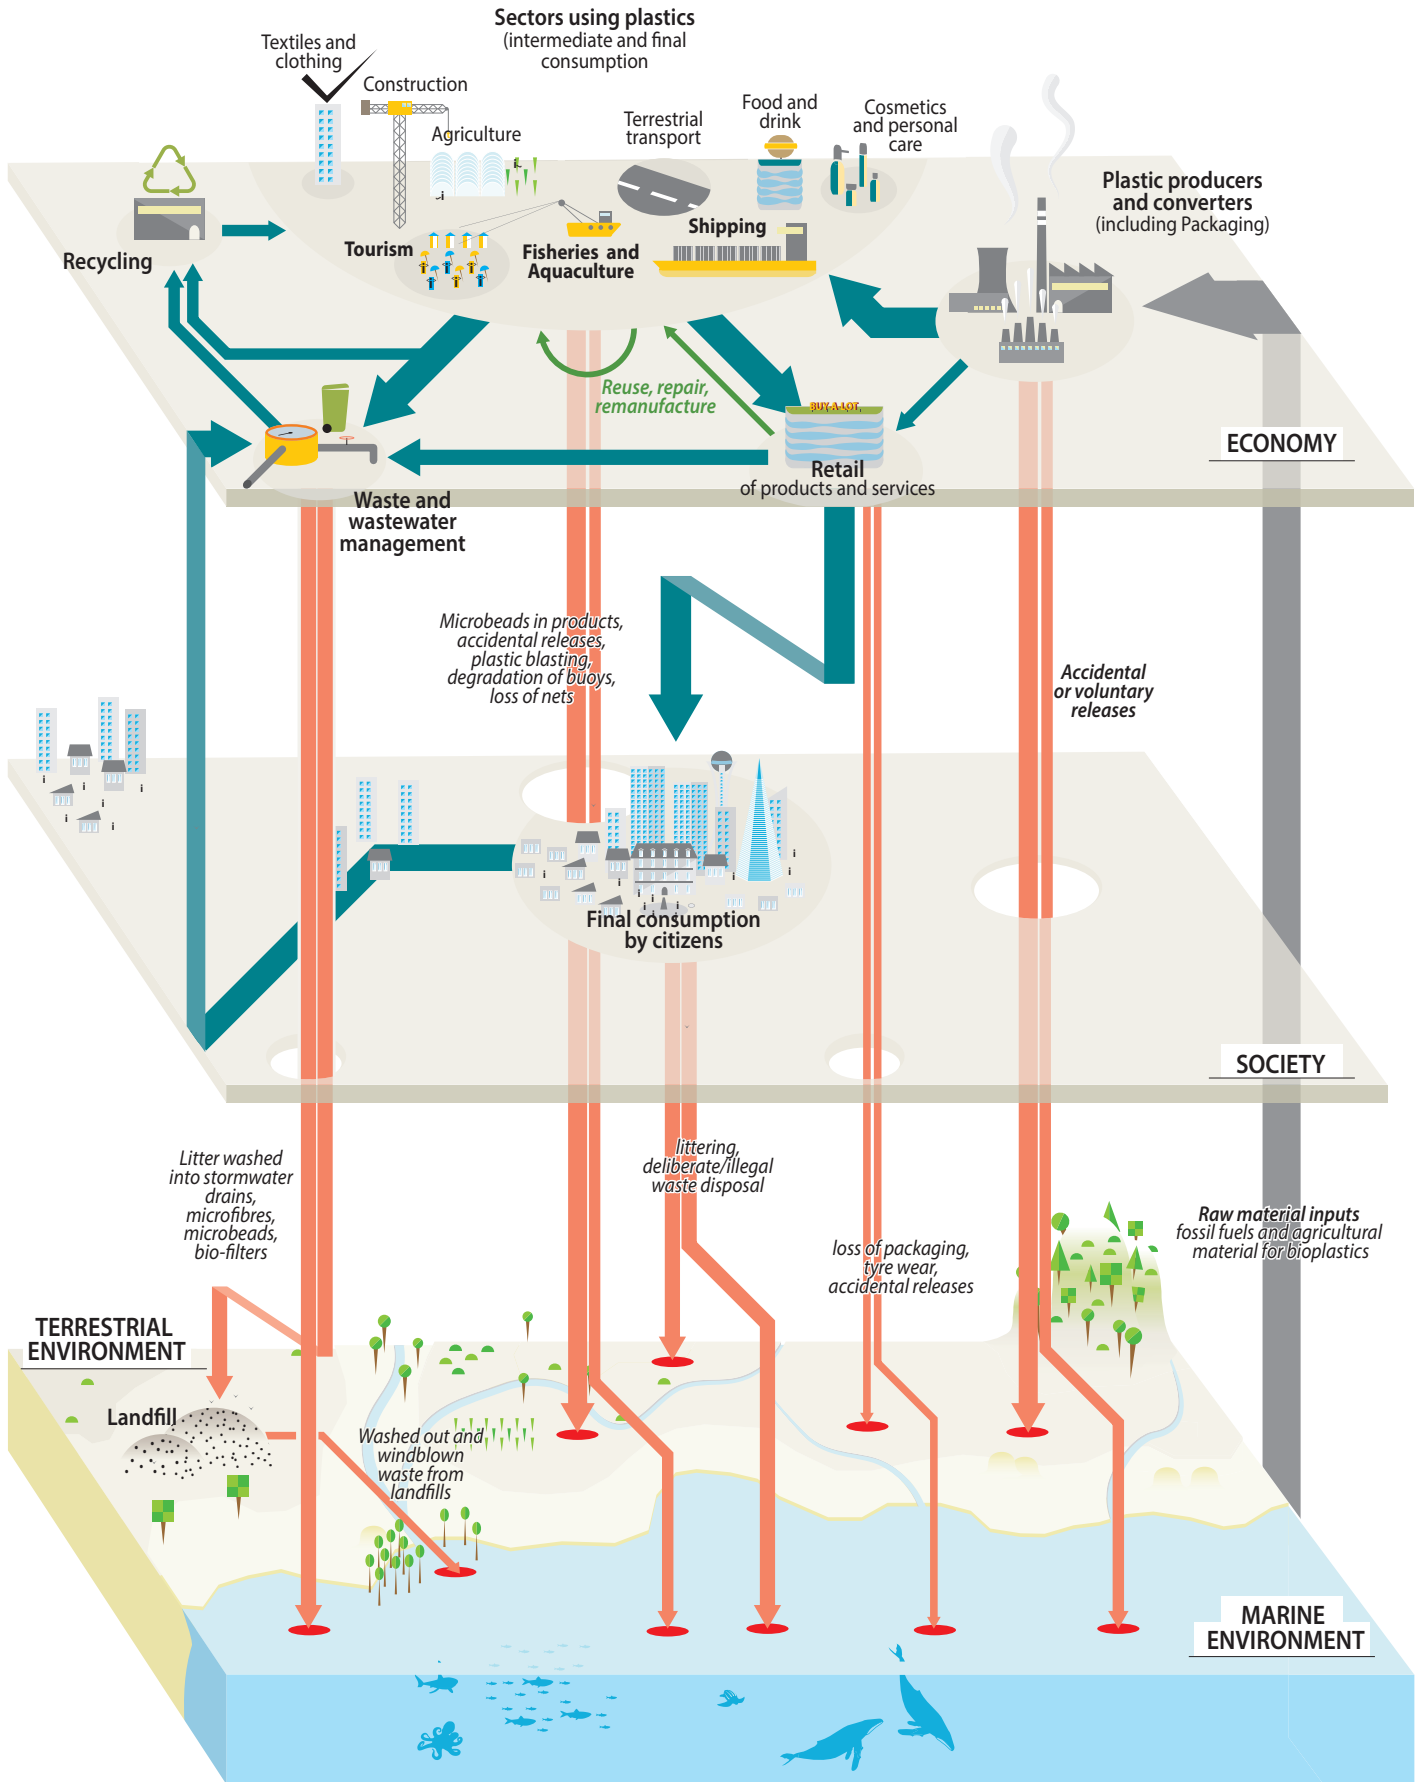 Sectors using plastics
(intermediate and final
consumption
Textiles and
clothing
Construction
Agriculture
Terrestrial
transport
Food and
drink
Cosmetics
and personal
care
Plastic producers
and converters
(including Packaging)
Recycling
Tourism
Fisheries and
Aquaculture
Shipping
Reuse, repair,
remanufacture
BUY-A-LOT
Retail
of products and services
ECONOMY
Waste and
wastewater
management
Microbeads in products,
accidental releases,
plastic blasting,
degradation of buoys,
loss of nets
Accidental
or voluntary
releases
Final consumption
by citizens
SOCIETY
Litter washed
into stormwater
drains,
microfibres,
microbeads,
bio-filters
littering,
deliberate/illegal
waste disposal
loss of packaging,
tyre wear,
accidental releases
Raw material inputs
fossil fuels and agricultural
material for bioplastics
TERRESTRIAL
ENVIRONMENT
Landfill
Washed out and
windblown
waste from
landfills
MARINE
ENVIRONMENT